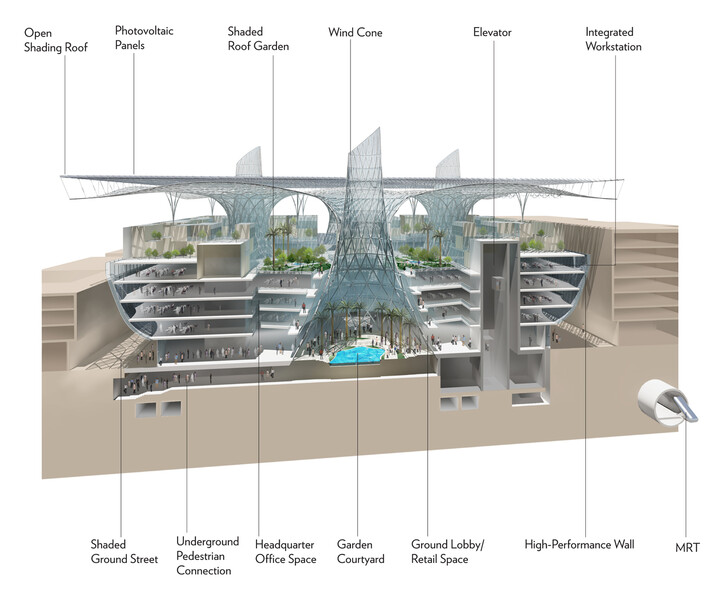 Open
Shading Roof
Photovoltaic
Panels
Shaded
Roof Garden
Wind Cone
Elevator
Integrated
Workstation
Shaded
Ground Street
Underground
Pedestrian
Connection
Headquarter
Office Space
Garden
Courtyard
Ground Lobby/
Retail Space
High-Performance Wall
MRT